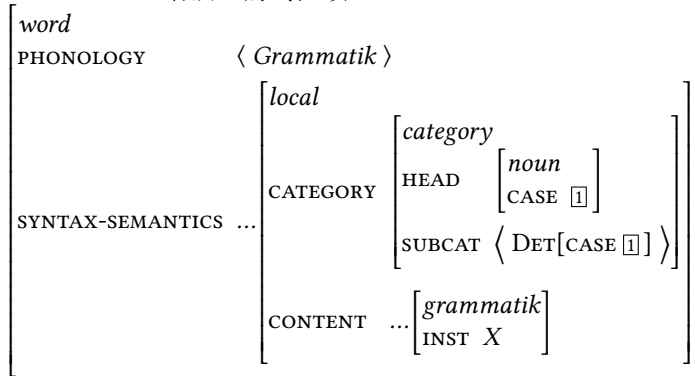 word
PHONOLOGY ⟨ Grammatik ⟩
local
category
HEAD noun
CASE 1
CATEGORY
SUBCAT ⟨ DET[CASE 1] ⟩
SYNTAX-SEMANTICS ...
CONTENT ... grammatik
INST X